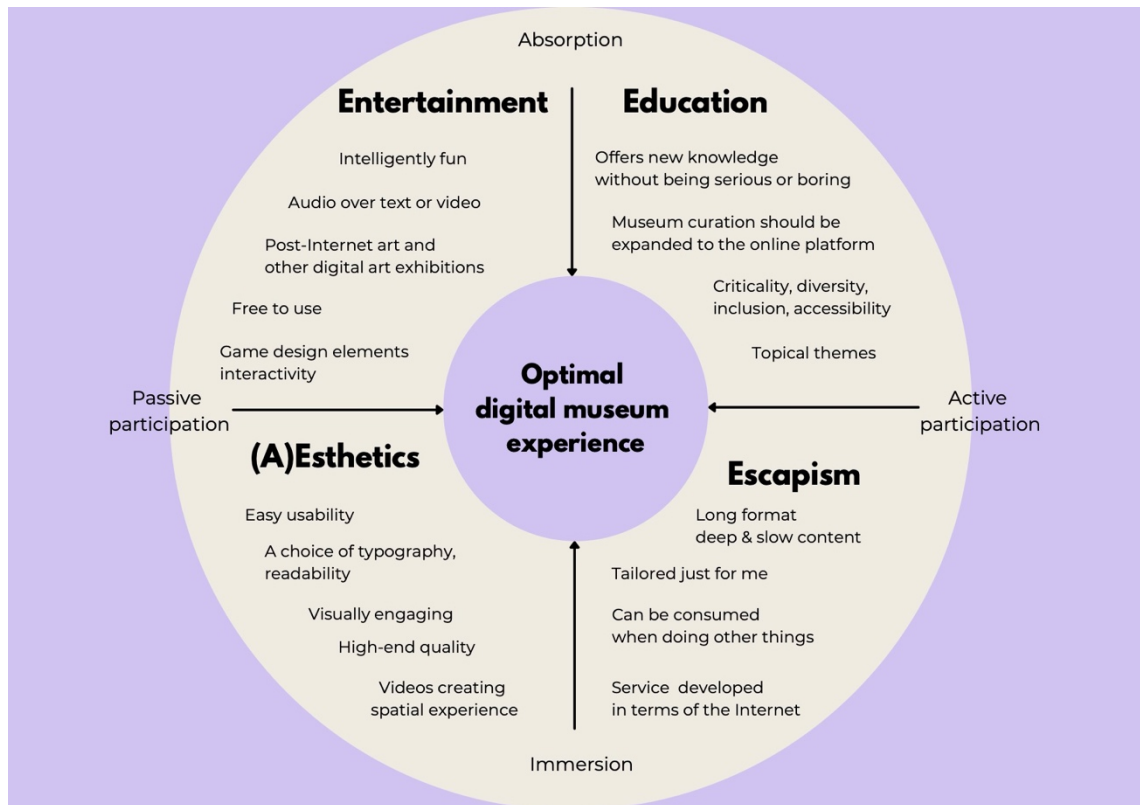 Absorption
Entertainment
Intelligently fun
Audio over text or video
Post-Internet art and
other digital art exhibitions
Free to use
Game design elements
interactivity
Education
Offers new knowledge
without being serious or boring
Museum curation should be
expanded to the online platform
Criticality, diversity,
inclusion, accessibility
Topical themes
Passive
participation
Optimal
digital museum
experience
Active
participation
(A)Esthetics
Easy usability
A choice of typography,
readability
Visually engaging
High-end quality
Videos creating
spatial experience
Escapism
Long format
deep & slow content
Tailored just for me
Can be consumed
when doing other things
Service developed
in terms of the Internet
Immersion